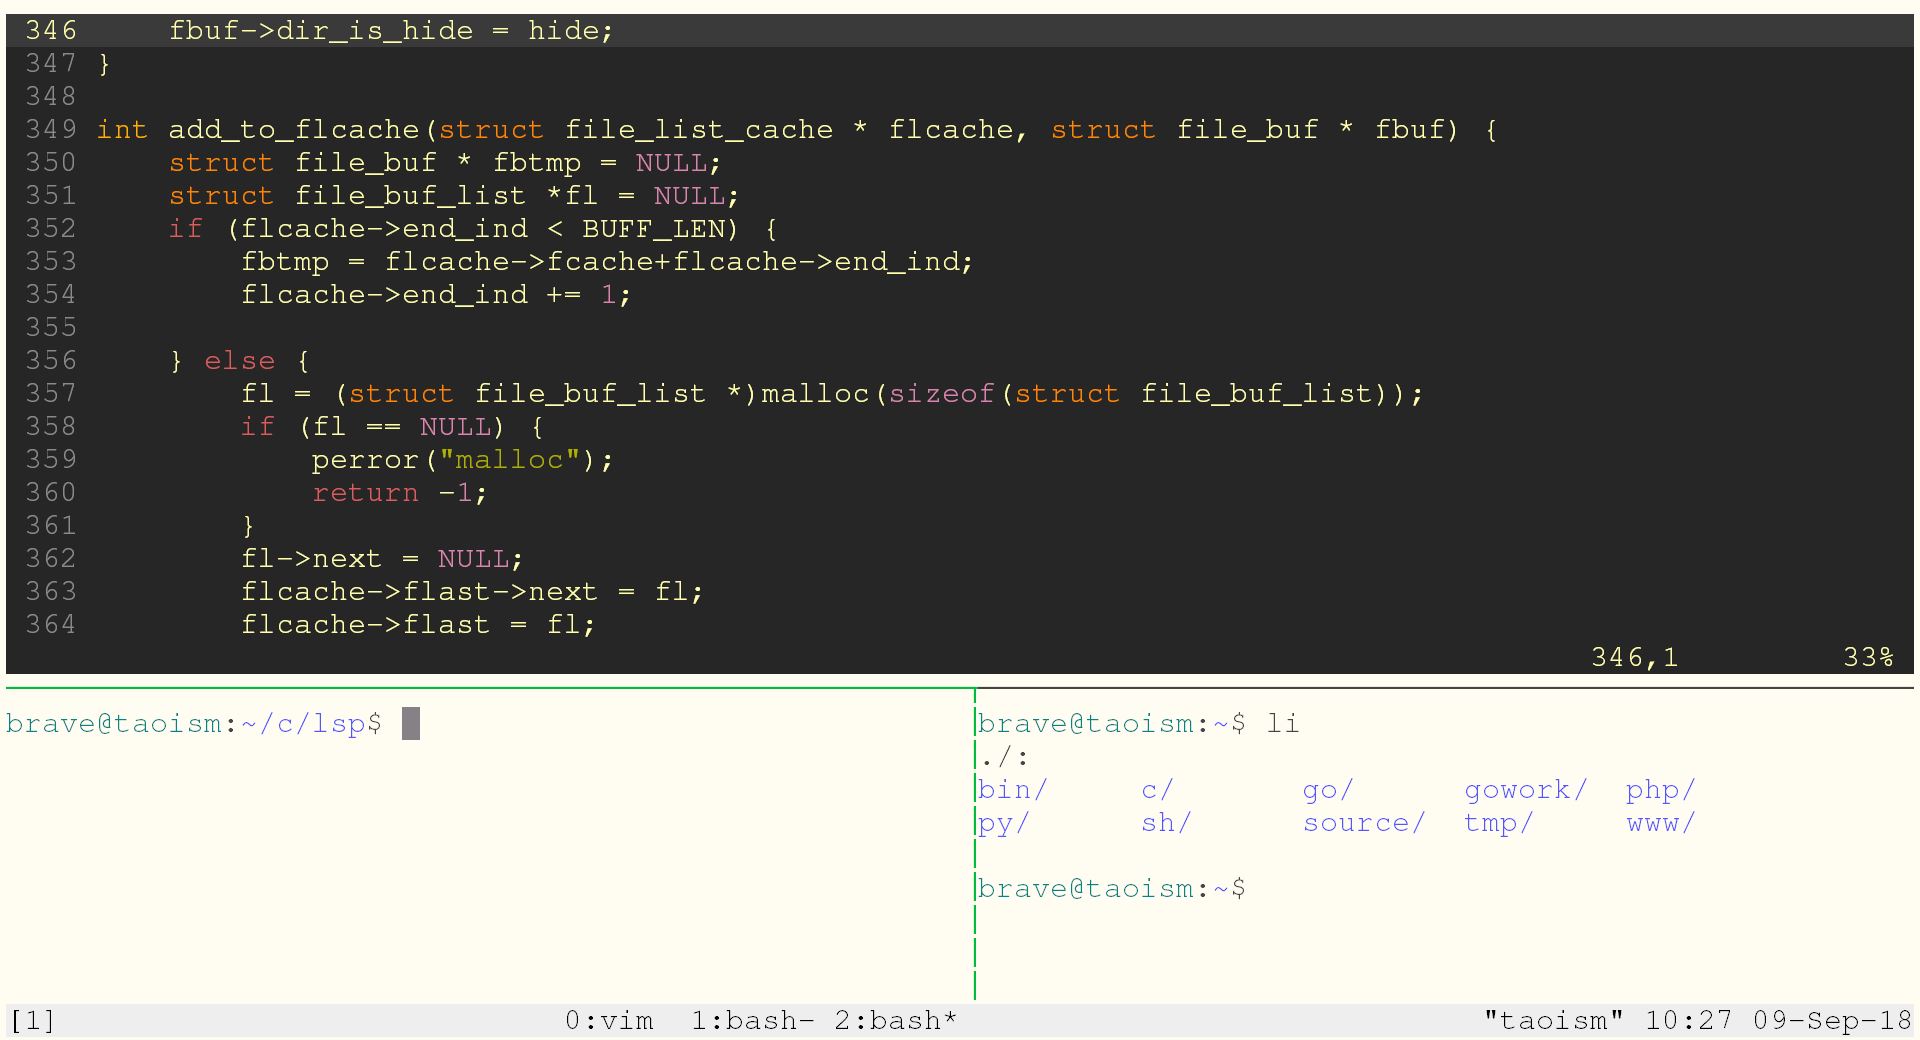 346     fbuf->dir_is_hide = hide;
347 }
348
349 int add_to_flcache(struct file_list_cache * flcache, struct file_buf * fbuf) {
350     struct file_buf * fbtmp = NULL;
351     struct file_buf_list *fl = NULL;
352     if (flcache->end_ind < BUFF_LEN) {
353         fbtmp = flcache->fcache+flcache->end_ind;
354         flcache->end_ind += 1;
355
356     } else {
357         fl = (struct file_buf_list *)malloc(sizeof(struct file_buf_list));
358         if (fl == NULL) {
359             perror("malloc");
360             return -1;
361         }
362         fl->next = NULL;
363         flcache->flast->next = fl;
364         flcache->flast = fl;
346,1         33%
brave@taoism:~/c/lsp$
brave@taoism:~$ li
./:
bin/     c/       go/      gowork/  php/
py/      sh/      source/  tmp/     www/
brave@taoism:~$
[1]     0:vim  1:bash- 2:bash*     "taoism" 10:27 09-Sep-18